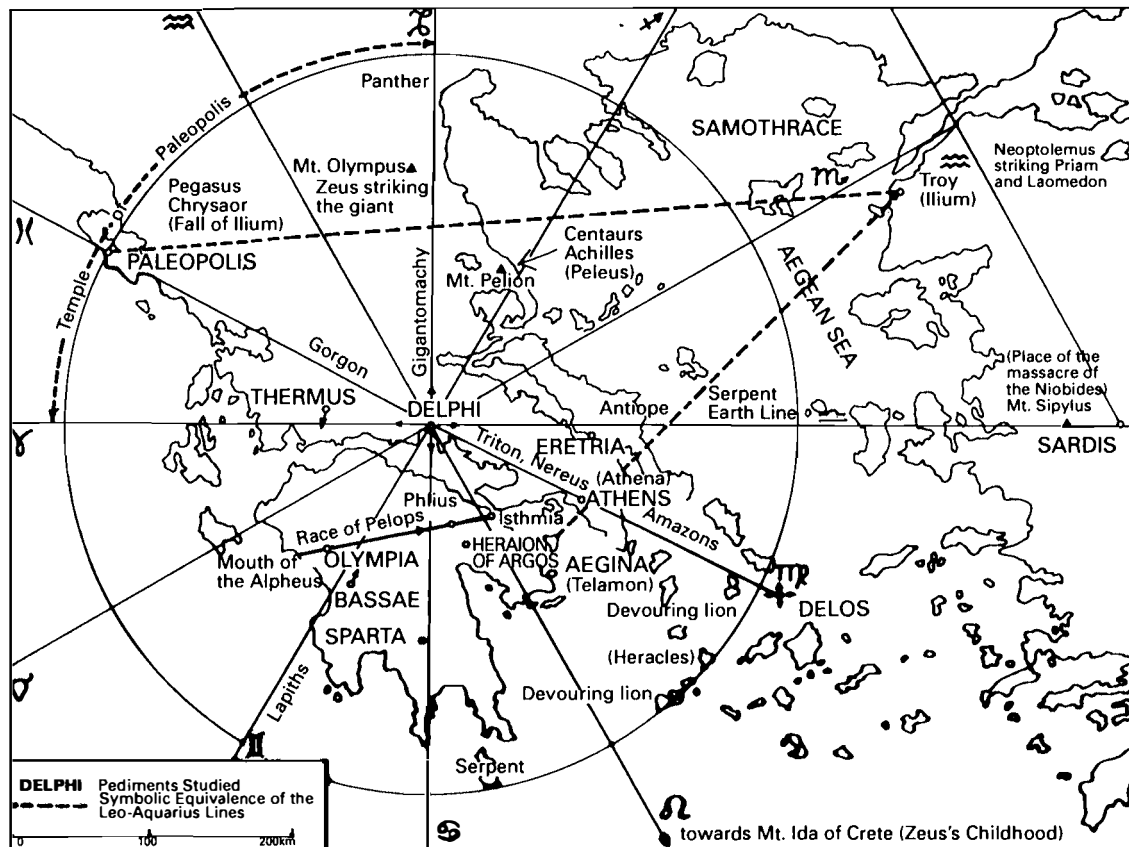 ♒
♑
♐
Panther
Paleopolis
SAMOTHRACE
Mt. Olympus
Zeus striking
the giant
Neoptolemus
striking Priam
and Laomedon
♒
♏
Troy
(Ilium)
Pegasus
Chrysaor
(Fall of Ilium)
♓
PALEOPOLIS
Centaurs
Achilles
(Peleus)
Mt. Pelion
AEGEAN SEA
Temple
Gigantomachy
Gorgon
(Place of the
massacre of
the Niobides)
Mt. Sipylus
THERMUS
DELPHI
Antiope
Serpent
Earth Line
♈
SARDIS
ERETRIA
Triton, Nereus
(Athena)
ATHENS
Amazons
Phlius
Isthmia
Race of Pelops
HERAION
OF ARGOS
Mouth of
the Alpheus
OLYMPIA
AEGINA
(Telamon)
♍
BASSAE
Devouring lion
DELOS
SPARTA
(Heracles)
♉
Lapiths
Devouring lion
♊
Serpent
DELPHI Pediments Studied
Symbolic Equivalence of the
Leo-Aquarius Lines
0 100 200km
♋
♌
towards Mt. Ida of Crete (Zeus's Childhood)